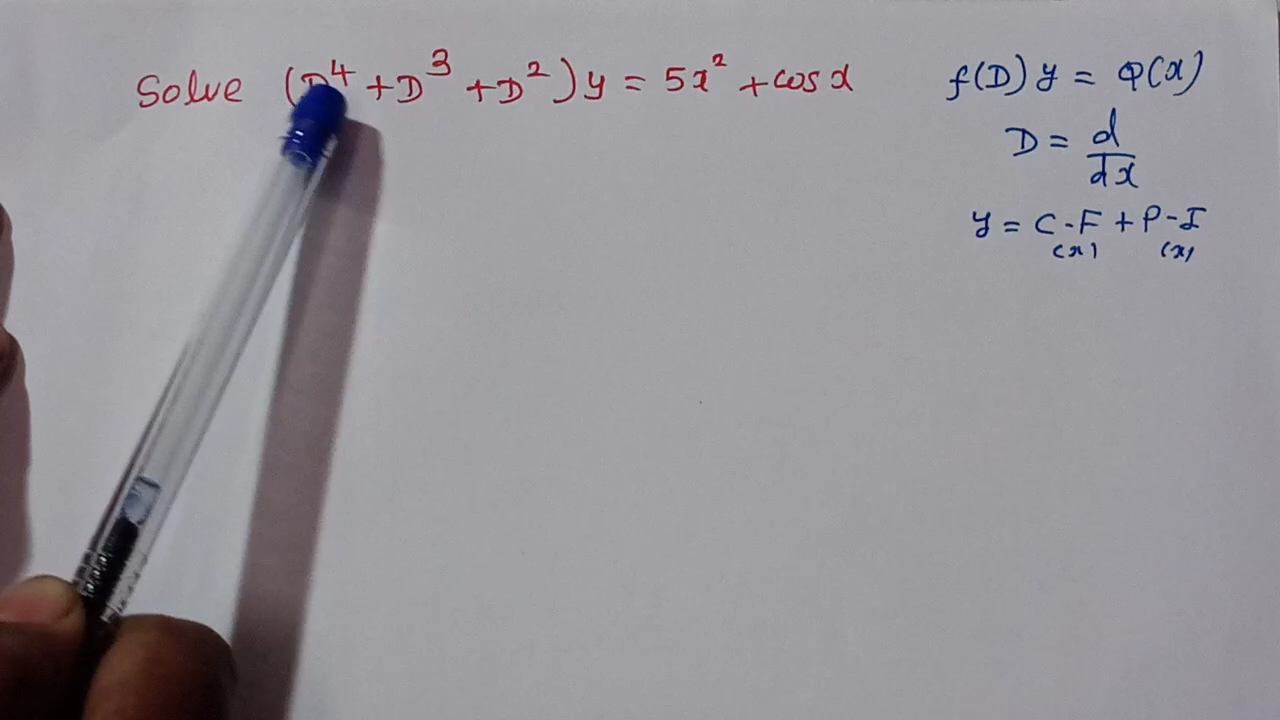 Solve (D⁴ + D³ + D²) y = 5x² + cos x
f(D) y = Q(x)
D = d/dx
y = C.F + P.I
(x) (x)